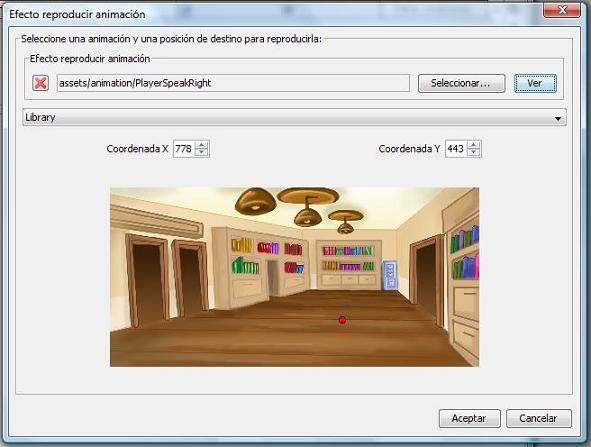 Efecto reproducir animación
Seleccione una animación y una posición de destino para reproducirla:
Efecto reproducir animación
assets/animation/PlayerSpeakRight
Seleccionar...
Ver
Library
Coordenada X 778
Coordenada Y 443
Aceptar
Cancelar